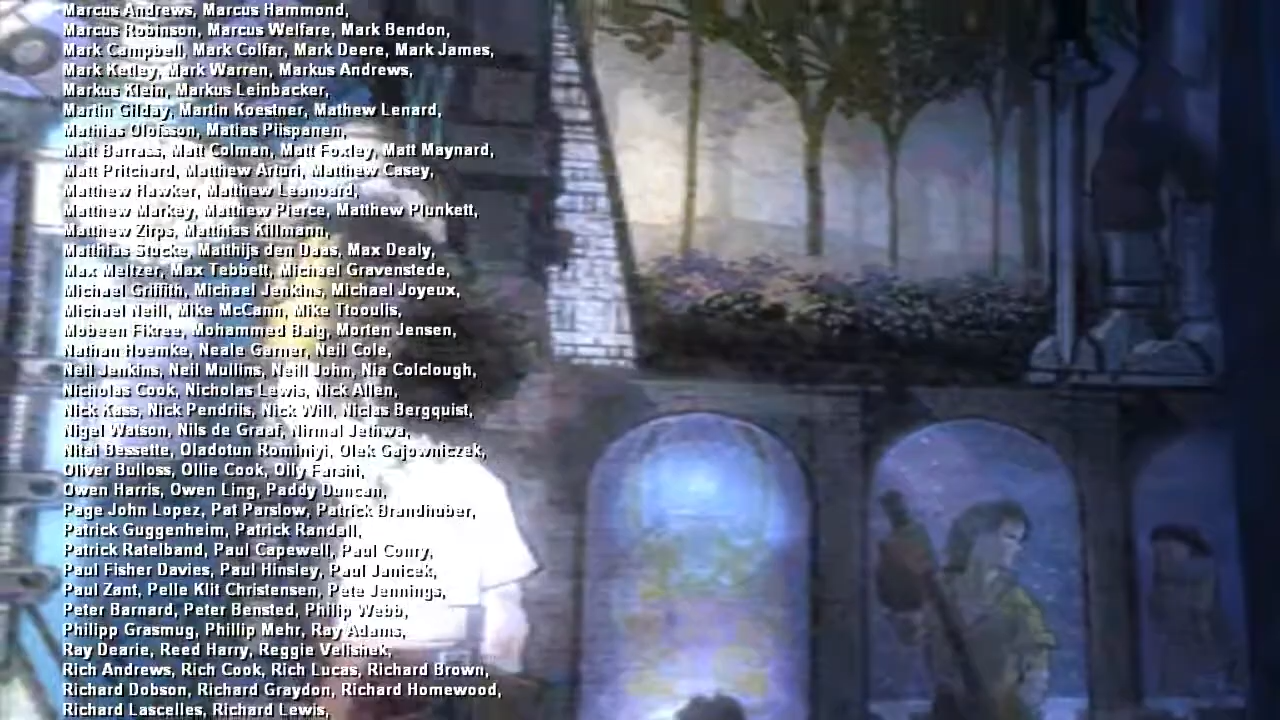 Marcus Andrews, Marcus Hammond,
Marcus Robinson, Marcus Welfare, Mark Bendon,
Mark Campbell, Mark Colfar, Mark Deere, Mark James,
Mark Ketley, Mark Warren, Markus Andrews,
Markus Klein, Markus Leinbacker,
Martin Gilday, Martin Koestner, Mathew Lenard,
Mathias Olofsson, Matias Piispanen,
Matt Barrass, Matt Colman, Matt Foxley, Matt Maynard,
Matt Pritchard, Matthew Arturi, Matthew Casey,
Matthew Hawker, Matthew Leanoard,
Matthew Markey, Matthew Pierce, Matthew Plunkett,
Matthew Zirps, Matthias Killmann,
Matthias Stucke, Matthijs den Daas, Max Dealy,
Max Meltzer, Max Tebbett, Michael Gravenstede,
Michael Griffith, Michael Jenkins, Michael Joyeux,
Michael Neill, Mike McCann, Mike Ttooulis,
Mobeen Fikree, Mohammed Baig, Morten Jensen,
Nathan Hoemke, Neale Garner, Neil Cole,
Neil Jenkins, Neil Mullins, Neill John, Nia Colclough,
Nicholas Cook, Nicholas Lewis, Nick Allen,
Nick Kass, Nick Pendriis, Nick Will, Niclas Bergquist,
Nigel Watson, Nils de Graaf, Nirmal Jethwa,
Nitai Bessette, Oladotun Rominiyi, Olek Gajowniczek,
Oliver Bulloss, Ollie Cook, Olly Farshi,
Owen Harris, Owen Ling, Paddy Duncan,
Page John Lopez, Pat Parslow, Patrick Brandhuber,
Patrick Guggenheim, Patrick Randall,
Patrick Ratelband, Paul Capewell, Paul Conry,
Paul Fisher Davies, Paul Hinsley, Paul Janicek,
Paul Zant, Pelle Klit Christensen, Pete Jennings,
Peter Barnard, Peter Bensted, Philip Webb,
Philipp Grasmug, Phillip Mehr, Ray Adams,
Ray Dearie, Reed Harry, Reggie Velishek,
Rich Andrews, Rich Cook, Rich Lucas, Richard Brown,
Richard Dobson, Richard Graydon, Richard Homewood,
Richard Lascelles, Richard Lewis,